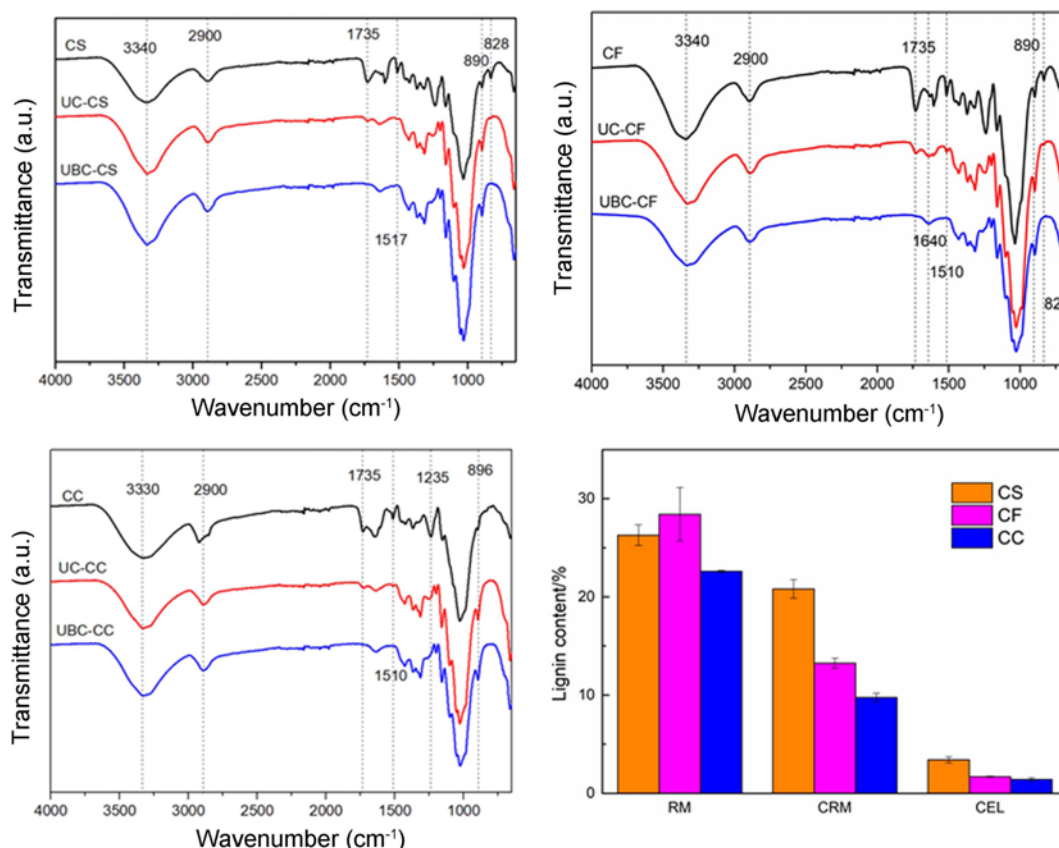 3340
2900
1735
828
890
CS
UC-CS
UBC-CS
1517
Transmittance (a.u.)
4000 3500 3000 2500 2000 1500 1000
Wavenumber (cm⁻¹)
3340
2900
1735
890
CF
UC-CF
UBC-CF
1640
1510
82
Transmittance (a.u.)
4000 3500 3000 2500 2000 1500 1000
Wavenumber (cm⁻¹)
3330
2900
1735
1235
896
CC
UC-CC
UBC-CC
1510
Transmittance (a.u.)
4000 3500 3000 2500 2000 1500 1000
Wavenumber (cm⁻¹)
Lignin content/%
30
20
10
0
CS
CF
CC
RM CRM CEL